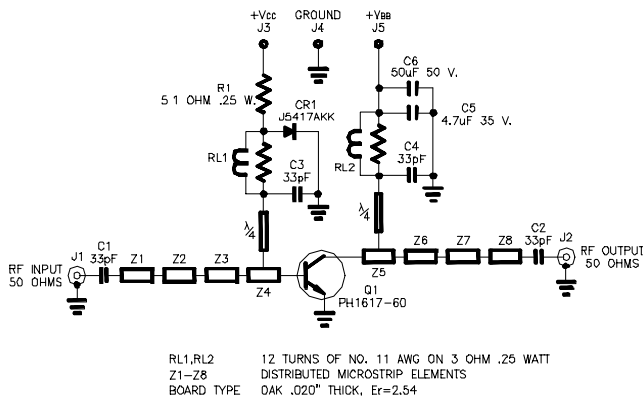 +Vcc GROUND +VBB
J3 J4 J5
C6
50uF 50 V.
R1
5 1 OHM .25 W.
CR1
J5417AKK
C5
4.7uF 35 V.
RL1
C3
33pF
RL2
C4
33pF
λ/4
λ/4
J1
C1
33pF
Z1 Z2 Z3
Z6 Z7 Z8
C2
33pF
J2
RF INPUT
50 OHMS
Z4
Z5
RF OUTPUT
50 OHMS
Q1
PH1617-60
RL1,RL2 12 TURNS OF NO. 11 AWG ON 3 OHM .25 WATT
Z1-Z8 DISTRIBUTED MICROSTRIP ELEMENTS
BOARD TYPE OAK .020" THICK, Er=2.54